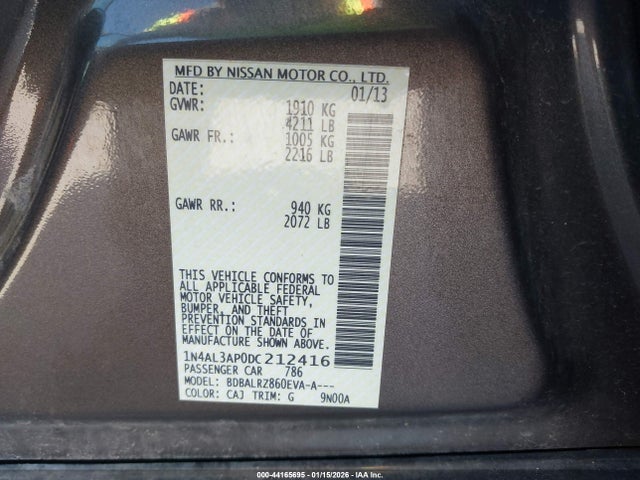 MFD BY NISSAN MOTOR CO., LTD.
DATE: 01/13
GVWR: 1910 KG
4211 LB
GAWR FR.: 1005 KG
2216 LB
GAWR RR.: 940 KG
2072 LB
THIS VEHICLE CONFORMS TO
ALL APPLICABLE FEDERAL
MOTOR VEHICLE SAFETY,
BUMPER, AND THEFT
PREVENTION STANDARDS IN
EFFECT ON THE DATE OF
MANUFACTURE SHOWN ABOVE.
1N4AL3AP0DC212416
PASSENGER CAR 786
MODEL: BDBALRZ860EVA-A---
COLOR: CAJ TRIM: G 9N00A
000-44165695 - 01/15/2026 - IAA Inc.